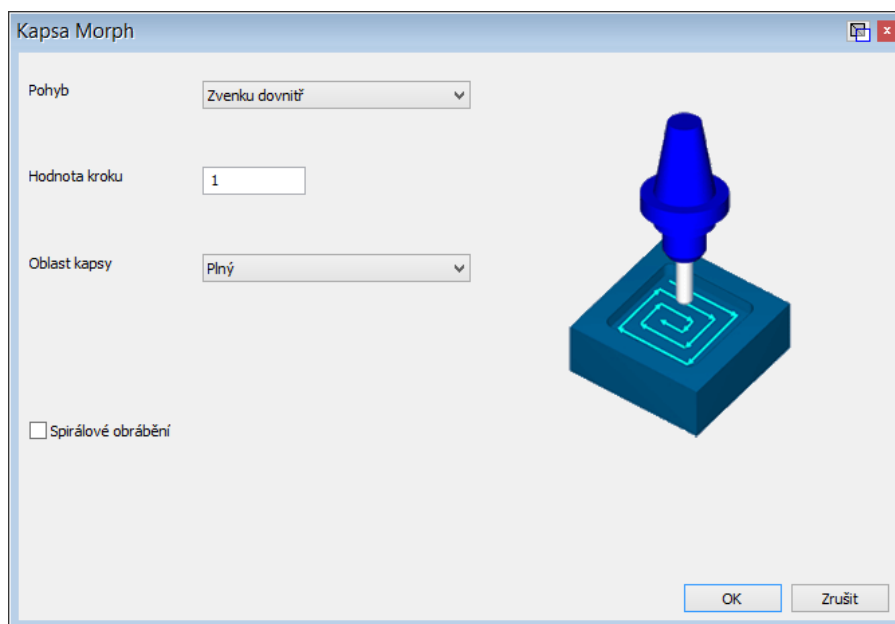 Kapsa Morph
Pohyb
Zvenku dovnitř
Hodnota kroku
1
Oblast kapsy
Plný
Spirálové obrábění
OK
Zrušit